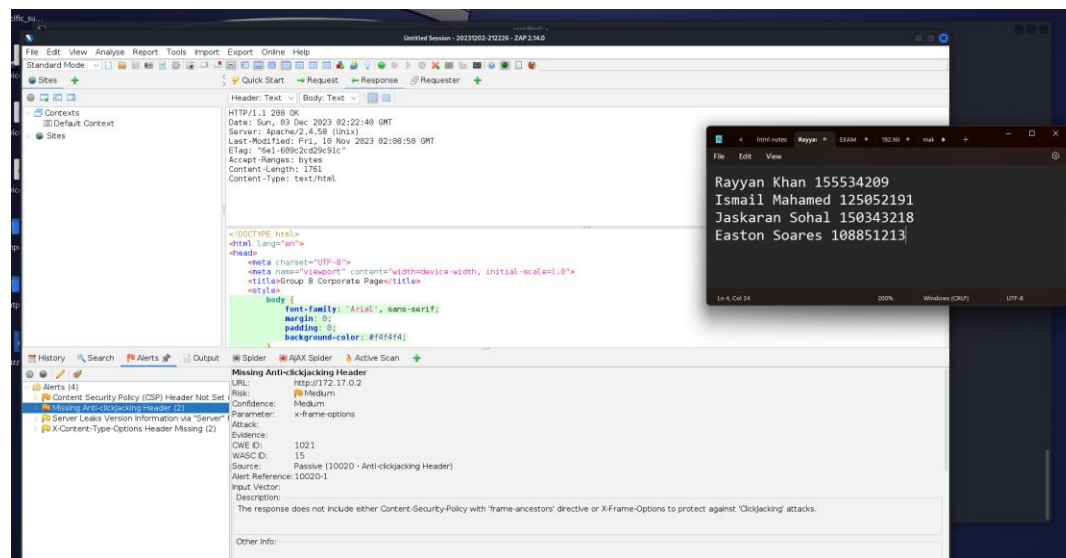 Untitled Session - 20231202-212226 - ZAP 2.14.0
File Edit View Analyse Report Tools Import Export Online Help
Standard Mode
Sites
Quick Start Request Response Requester
Header: Text Body: Text
Contexts
Default Context
Sites
HTTP/1.1 200 OK
Date: Sun, 03 Dec 2023 02:22:40 GMT
Server: Apache/2.4.58 (Unix)
Last-Modified: Fri, 10 Nov 2023 02:08:50 GMT
ETag: "6e1-609c2cd29c91c"
Accept-Ranges: bytes
Content-Length: 1761
Content-Type: text/html
<!DOCTYPE html>
<html lang="en">
<head>
<meta charset="UTF-8">
<meta name="viewport" content="width=device-width, initial-scale=1.0">
<title>Group 8 Corporate Page</title>
<style>
body {
font-family: 'Arial', sans-serif;
margin: 0;
padding: 0;
background-color: #f4f4f4;
}
html notes Rayyan EXAM 192.16
File Edit View
Rayyan Khan 155534209
Ismail Mahamed 125052191
Jaskaran Sohal 150343218
Easton Soares 108851213
Ln 4, Col 24 200% Windows (CRLF) UTF-8
History Search Alerts Output Spider AJAX Spider Active Scan
Alerts (4)
Content Security Policy (CSP) Header Not Set
Missing Anti-clickjacking Header (2)
Server Leaks Version Information via "Server"
X-Content-Type-Options Header Missing (2)
Missing Anti-clickjacking Header
URL: http://172.17.0.2
Risk: Medium
Confidence: Medium
Parameter: x-frame-options
Attack:
Evidence:
CWE ID: 1021
WASC ID: 15
Source: Passive (10020 - Anti-clickjacking Header)
Alert Reference: 10020-1
Input Vector:
Description:
The response does not include either Content-Security-Policy with 'frame-ancestors' directive or X-Frame-Options to protect against 'Clickjacking' attacks.
Other Info: